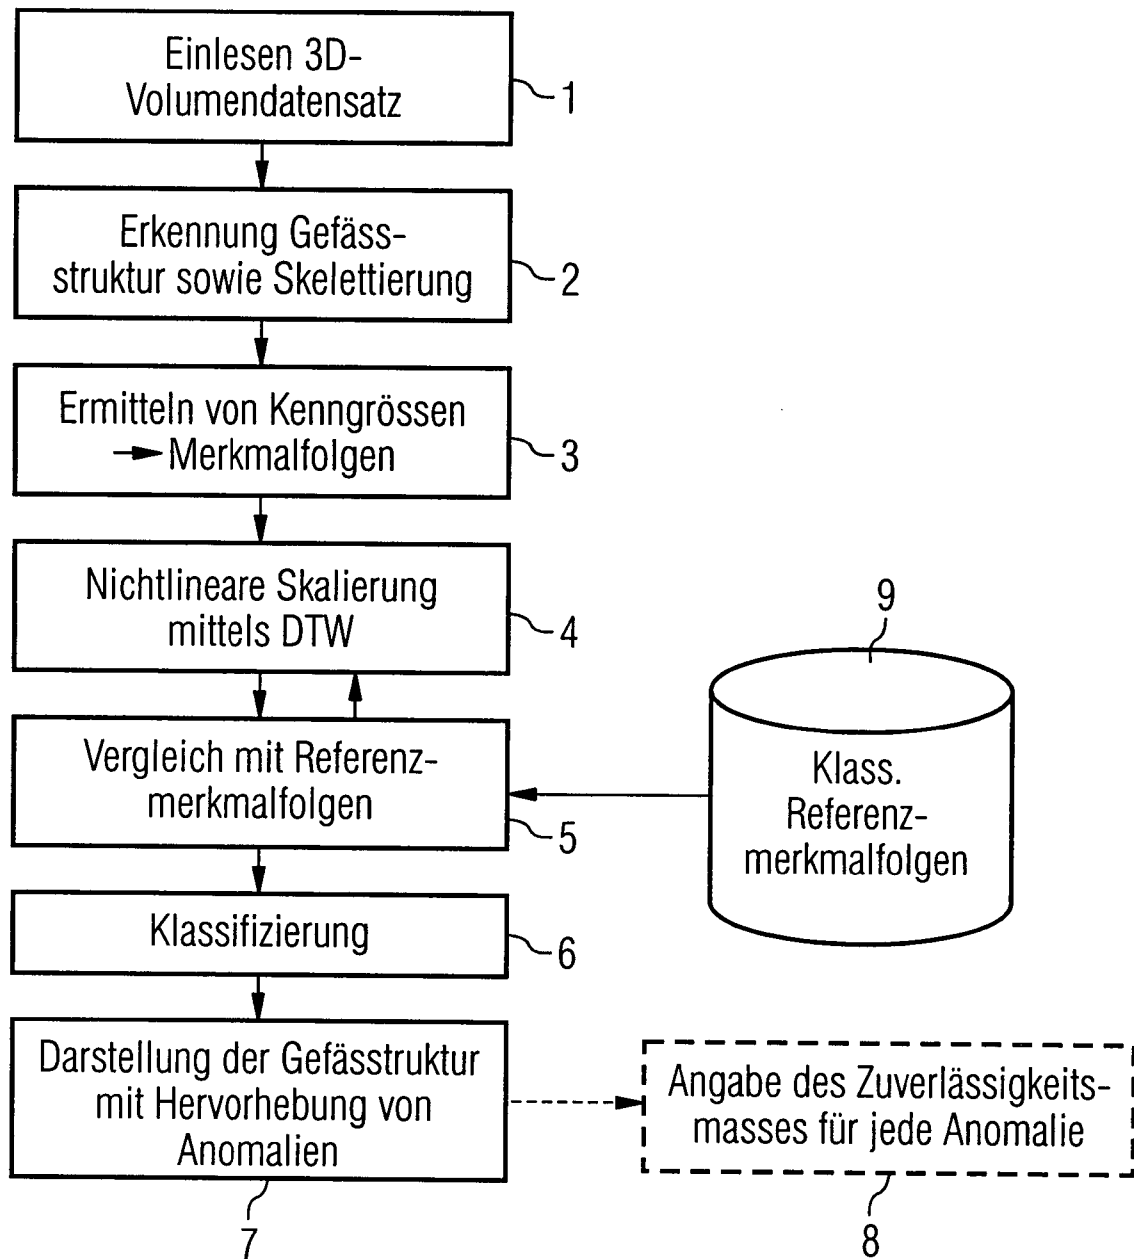 Einlesen 3D-
Volumendatensatz
1
Erkennung Gefäss-
struktur sowie Skelettierung
2
Ermitteln von Kenngrössen
→ Merkmalfolgen
3
Nichtlineare Skalierung
mittels DTW
4
9
Vergleich mit Referenz-
merkmalfolgen
5
Klass.
Referenz-
merkmalfolgen
Klassifizierung
6
Darstellung der Gefässtruktur
mit Hervorhebung von
Anomalien
7
Angabe des Zuverlässigkeits-
masses für jede Anomalie
8